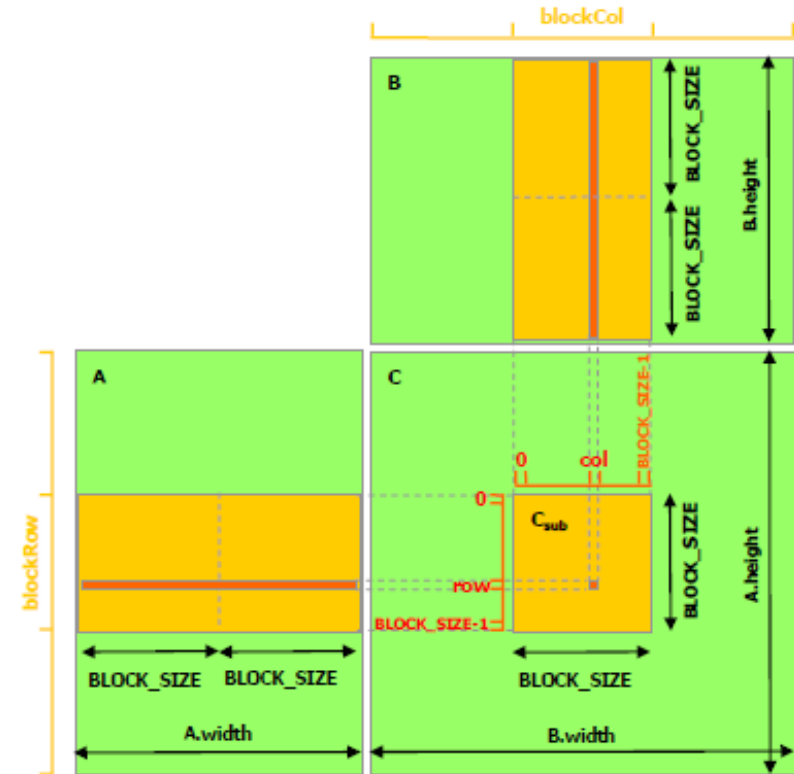 blockCol
B
BLOCK_SIZE
BLOCK_SIZE
B.height
A
C
BLOCK_SIZE-1
0
col
0
Csub
row
BLOCK_SIZE-1
BLOCK_SIZE
A.height
blockRow
BLOCK_SIZE
BLOCK_SIZE
BLOCK_SIZE
A.width
B.width